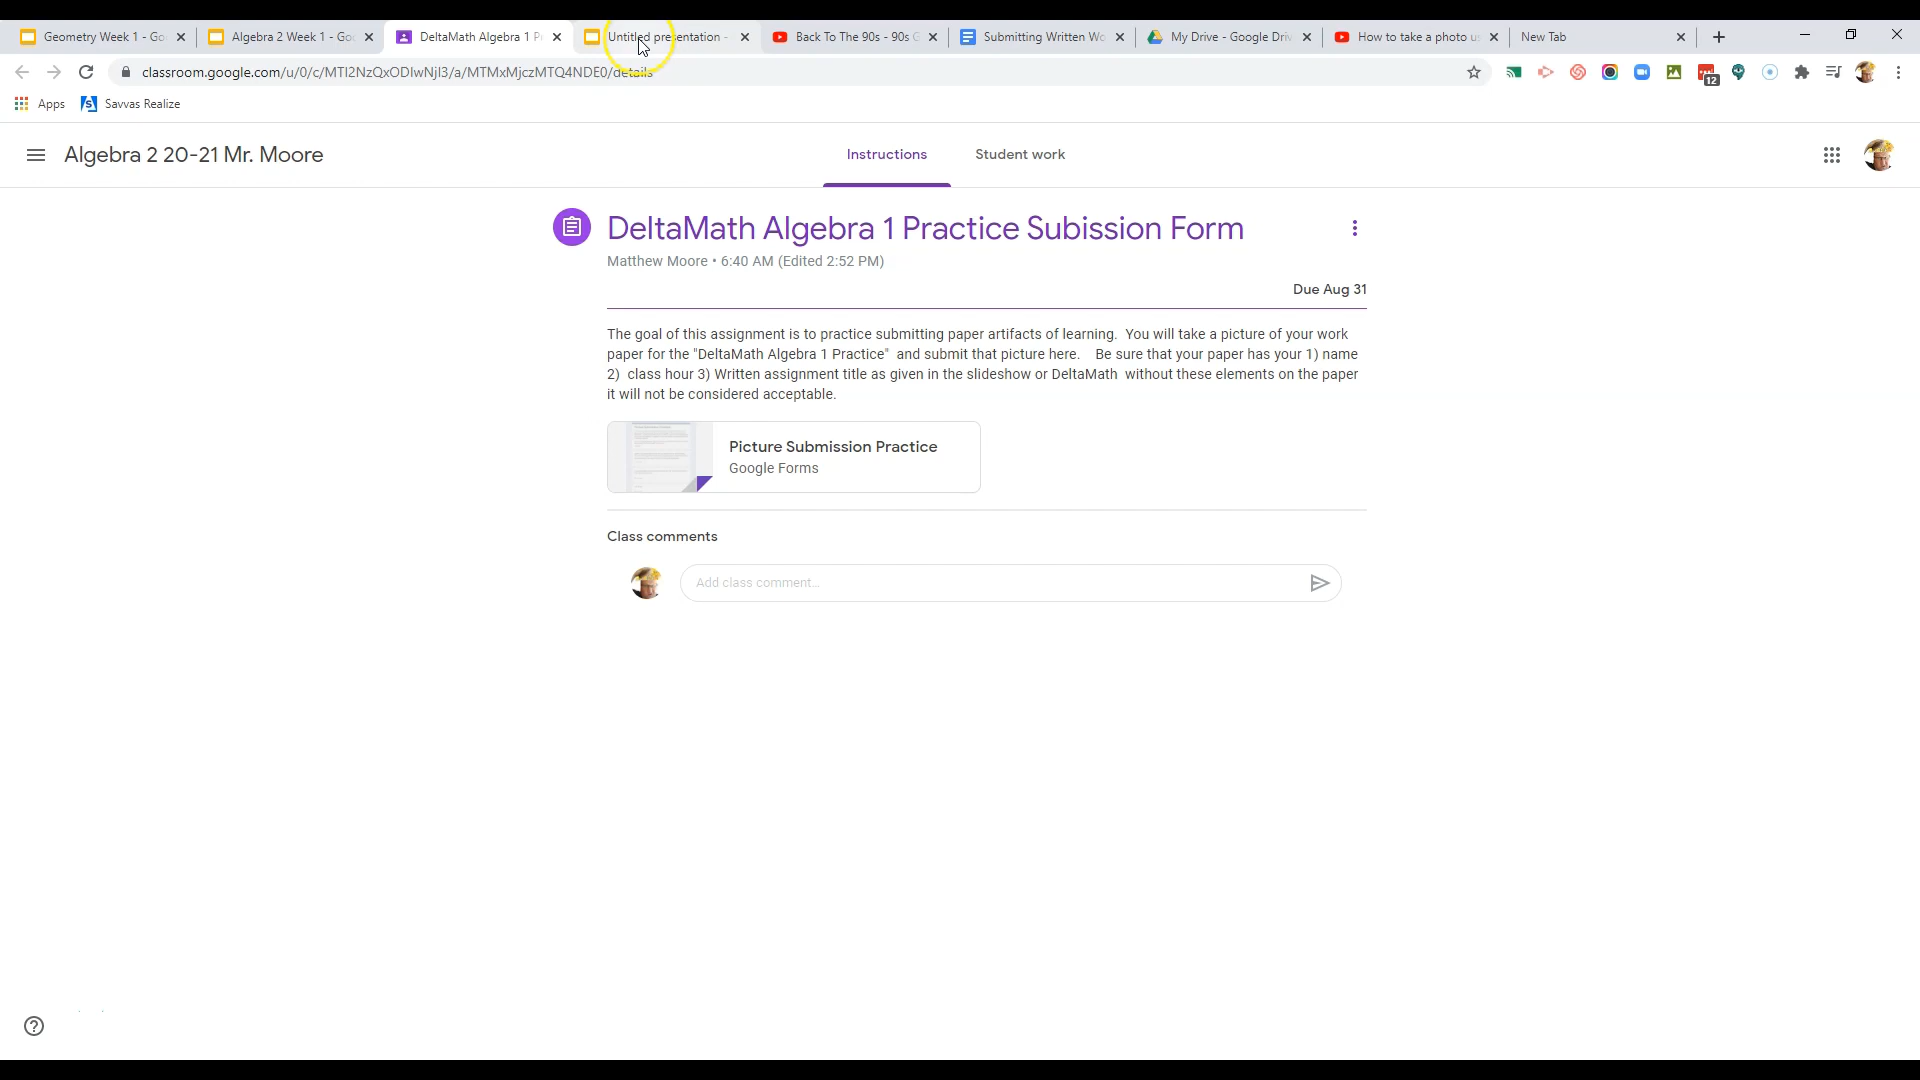 Geometry Week 1 - Go
Algebra 2 Week 1 - Goo
DeltaMath Algebra 1 P
Untitled presentation -
Back To The 90s - 90s G
Submitting Written Wo
My Drive - Google Driv
How to take a photo us
New Tab
classroom.google.com/u/0/c/MTI2NzQxODIwNjI3/a/MTMxMjczMTQ4NDE0/details
12
Apps
Savvas Realize
Algebra 2 20-21 Mr. Moore
Instructions
Student work
DeltaMath Algebra 1 Practice Subission Form
Matthew Moore • 6:40 AM (Edited 2:52 PM)
Due Aug 31
The goal of this assignment is to practice submitting paper artifacts of learning. You will take a picture of your work
paper for the "DeltaMath Algebra 1 Practice" and submit that picture here. Be sure that your paper has your 1) name
2) class hour 3) Written assignment title as given in the slideshow or DeltaMath without these elements on the paper
it will not be considered acceptable.
Picture Submission Practice
Google Forms
Class comments
Add class comment...